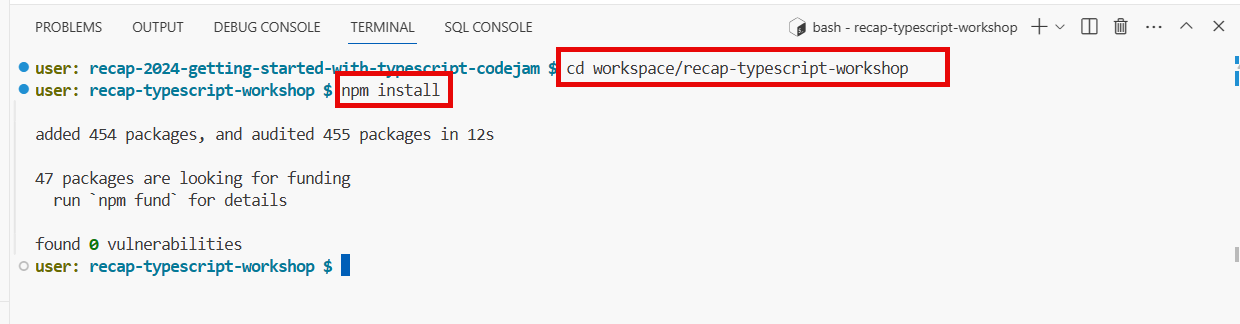 PROBLEMS OUTPUT DEBUG CONSOLE TERMINAL SQL CONSOLE bash - recap-typescript-workshop
user: recap-2024-getting-started-with-typescript-codejam $ cd workspace/recap-typescript-workshop
user: recap-typescript-workshop $ npm install
added 454 packages, and audited 455 packages in 12s
47 packages are looking for funding
run `npm fund` for details
found 0 vulnerabilities
user: recap-typescript-workshop $